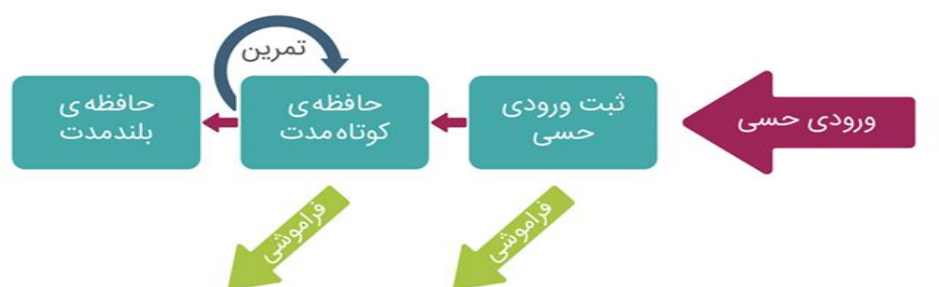 تمرین
ورودی حسی
ثبت ورودی
حسی
حافظه‌ی
کوتاه‌مدت
حافظه‌ی
بلندمدت
فراموشی
فراموشی